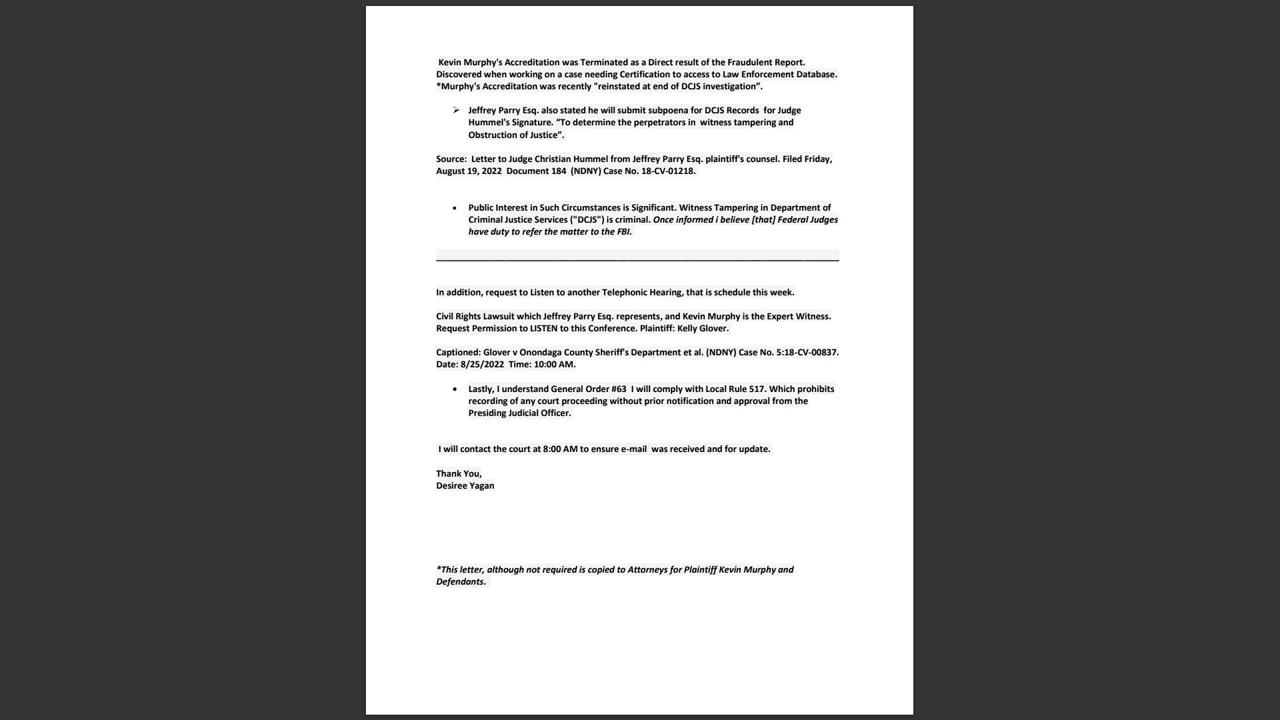 Kevin Murphy's Accreditation was Terminated as a Direct result of the Fraudulent Report.
Discovered when working on a case needing Certification to access to Law Enforcement Database.
*Murphy's Accreditation was recently "reinstated at end of DCJS investigation”.
➢ Jeffrey Parry Esq. also stated he will submit subpoena for DCJS Records for Judge
Hummel's Signature. “To determine the perpetrators in witness tampering and
Obstruction of Justice”.
Source: Letter to Judge Christian Hummel from Jeffrey Parry Esq. plaintiff's counsel. Filed Friday,
August 19, 2022 Document 184 (NDNY) Case No. 18-CV-01218.
• Public Interest in Such Circumstances is Significant. Witness Tampering in Department of
Criminal Justice Services ("DCJS") is criminal. Once informed i believe [that] Federal Judges
have duty to refer the matter to the FBI.
In addition, request to Listen to another Telephonic Hearing, that is schedule this week.
Civil Rights Lawsuit which Jeffrey Parry Esq. represents, and Kevin Murphy is the Expert Witness.
Request Permission to LISTEN to this Conference. Plaintiff: Kelly Glover.
Captioned: Glover v Onondaga County Sheriff's Department et al. (NDNY) Case No. 5:18-CV-00837.
Date: 8/25/2022 Time: 10:00 AM.
• Lastly, I understand General Order #63 I will comply with Local Rule 517. Which prohibits
recording of any court proceeding without prior notification and approval from the
Presiding Judicial Officer.
I will contact the court at 8:00 AM to ensure e-mail was received and for update.
Thank You,
Desiree Yagan
*This letter, although not required is copied to Attorneys for Plaintiff Kevin Murphy and
Defendants.